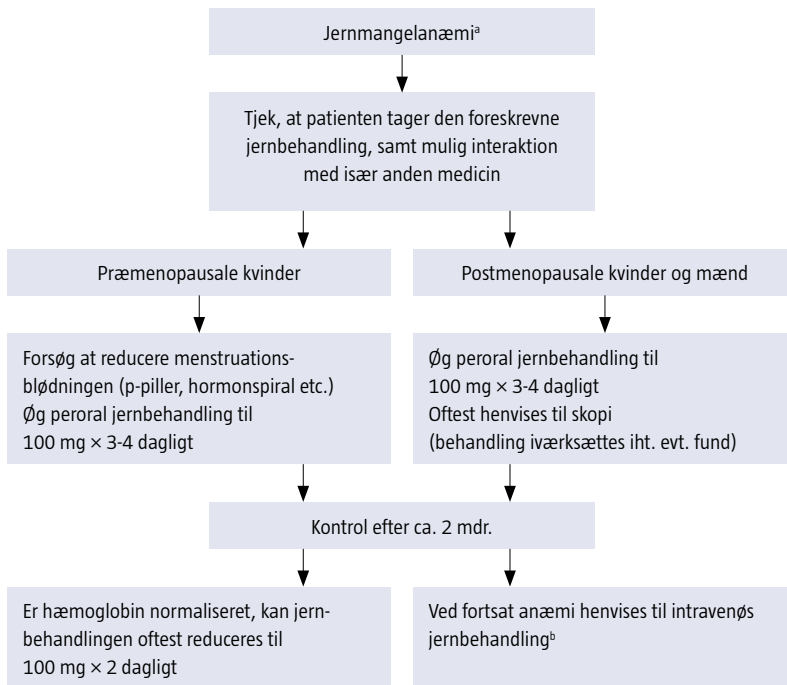 Jernmangelanæmiᵃ
Tjek, at patienten tager den foreskrevne
jernbehandling, samt mulig interaktion
med især anden medicin
Præmenopausale kvinder
Postmenopausale kvinder og mænd
Forsøg at reducere menstruations-
blødningen (p-piller, hormonspiral etc.)
Øg peroral jernbehandling til
100 mg × 3-4 dagligt
Øg peroral jernbehandling til
100 mg × 3-4 dagligt
Oftest henvises til skopi
(behandling iværksættes iht. evt. fund)
Kontrol efter ca. 2 mdr.
Er hæmoglobin normaliseret, kan jern-
behandlingen oftest reduceres til
100 mg × 2 dagligt
Ved fortsat anæmi henvises til intravenøs
jernbehandlingᵇ